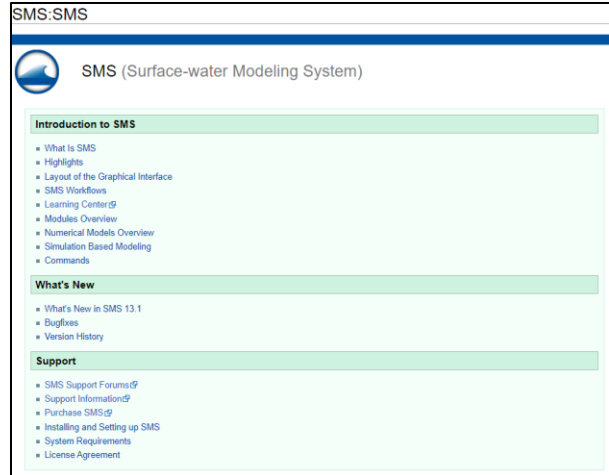 SMS:SMS
SMS (Surface-water Modeling System)
Introduction to SMS
What Is SMS
Highlights
Layout of the Graphical Interface
SMS Workflows
Learning Center
Modules Overview
Numerical Models Overview
Simulation Based Modeling
Commands
What's New
What's New in SMS 13.1
Bugfixes
Version History
Support
SMS Support Forums
Support Information
Purchase SMS
Installing and Setting up SMS
System Requirements
License Agreement